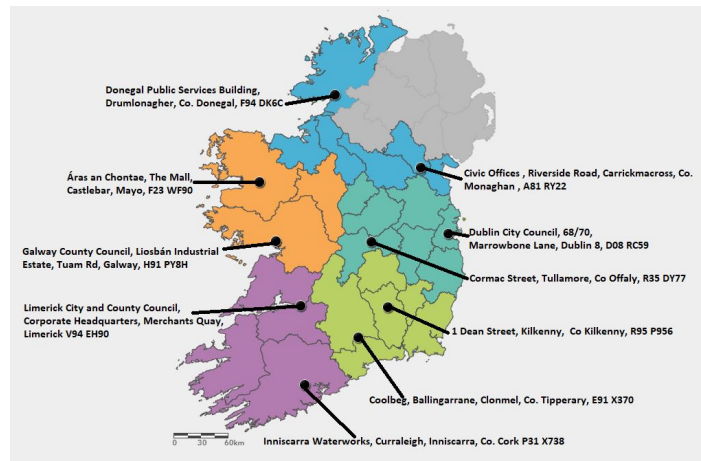 Donegal Public Services Building,
Drumlonagher, Co. Donegal, F94 DK6C
Civic Offices , Riverside Road, Carrickmacross, Co.
Monaghan , A81 RY22
Áras an Chontae, The Mall,
Castlebar, Mayo, F23 WF90
Dublin City Council, 68/70,
Marrowbone Lane, Dublin 8, D08 RC59
Galway County Council, Liosbán Industrial
Estate, Tuam Rd, Galway, H91 PY8H
Cormac Street, Tullamore, Co Offaly, R35 DY77
Limerick City and County Council,
Corporate Headquarters, Merchants Quay,
Limerick V94 EH90
1 Dean Street, Kilkenny, Co Kilkenny, R95 P956
Coolbeg, Ballingarrane, Clonmel, Co. Tipperary, E91 X370
Inniscarra Waterworks, Curraleigh, Inniscarra, Co. Cork P31 X738
0 30 60km